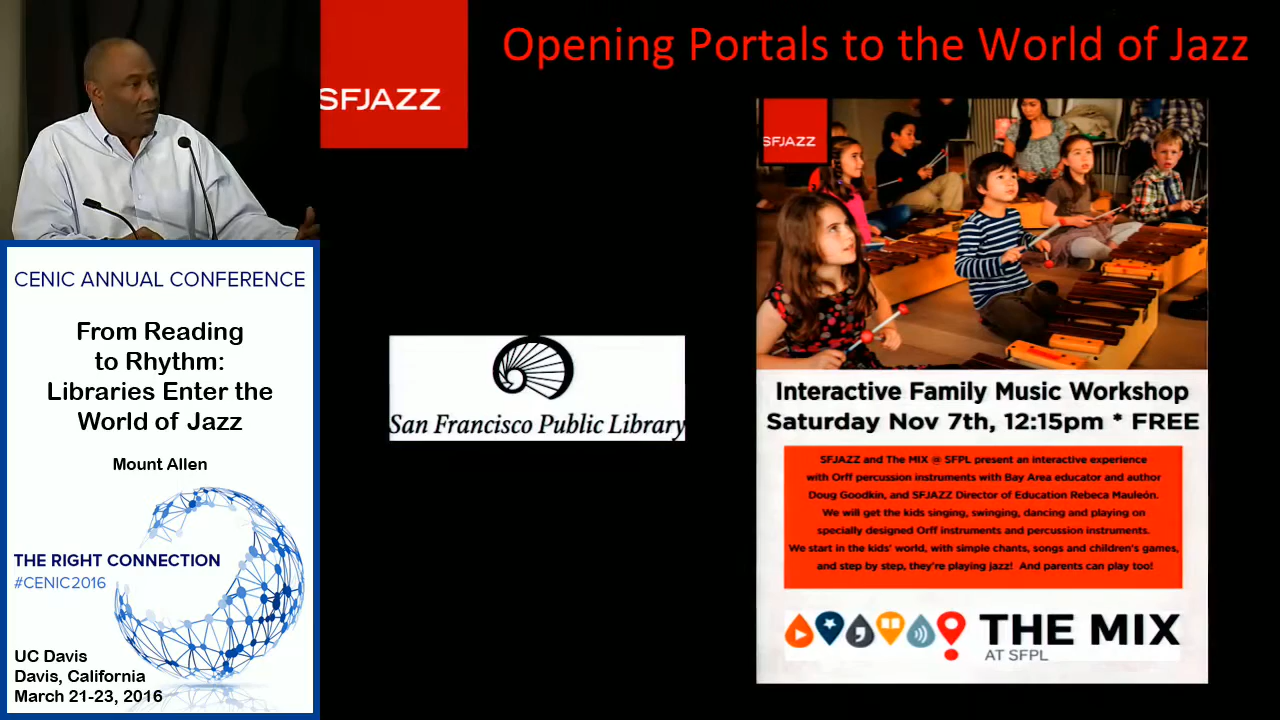 SFJAZZ
Opening Portals to the World of Jazz
CENIC ANNUAL CONFERENCE
From Reading
to Rhythm:
Libraries Enter the
World of Jazz
Mount Allen
THE RIGHT CONNECTION
#CENIC2016
UC Davis
Davis, California
March 21-23, 2016
San Francisco Public Library
SFJAZZ
Interactive Family Music Workshop
Saturday Nov 7th, 12:15pm * FREE
SFJAZZ and The MIX @ SFPL present an interactive experience
with Orff percussion instruments with Bay Area educator and author
Doug Goodkin, and SFJAZZ Director of Education Rebeca Mauleón.
We will get the kids singing, swinging, dancing and playing on
specially designed Orff instruments and percussion instruments.
We start in the kids' world, with simple chants, songs and children's games,
and step by step, they're playing jazz! And parents can play too!
THE MIX
AT SFPL